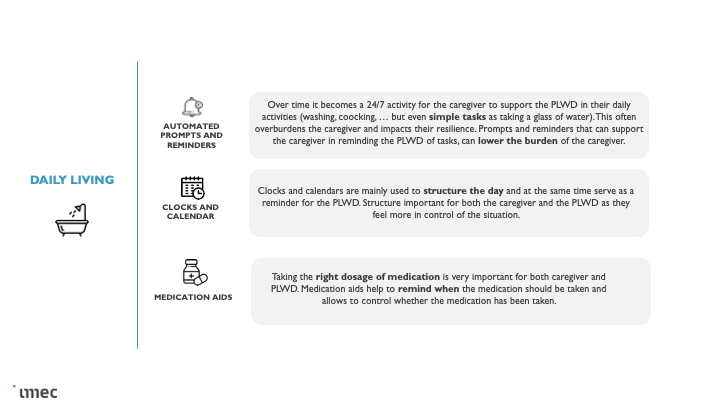 AUTOMATED
PROMPTS AND
REMINDERS
Over time it becomes a 24/7 activity for the caregiver to support the PLWD in their daily
activities (washing, coocking, … but even simple tasks as taking a glass of water). This often
overburdens the caregiver and impacts their resilience. Prompts and reminders that can support
the caregiver in reminding the PLWD of tasks, can lower the burden of the caregiver.
DAILY LIVING
CLOCKS AND
CALENDAR
Clocks and calendars are mainly used to structure the day and at the same time serve as a
reminder for the PLWD. Structure important for both the caregiver and the PLWD as they
feel more in control of the situation.
MEDICATION AIDS
Taking the right dosage of medication is very important for both caregiver and
PLWD. Medication aids help to remind when the medication should be taken and
allows to control whether the medication has been taken.
imec